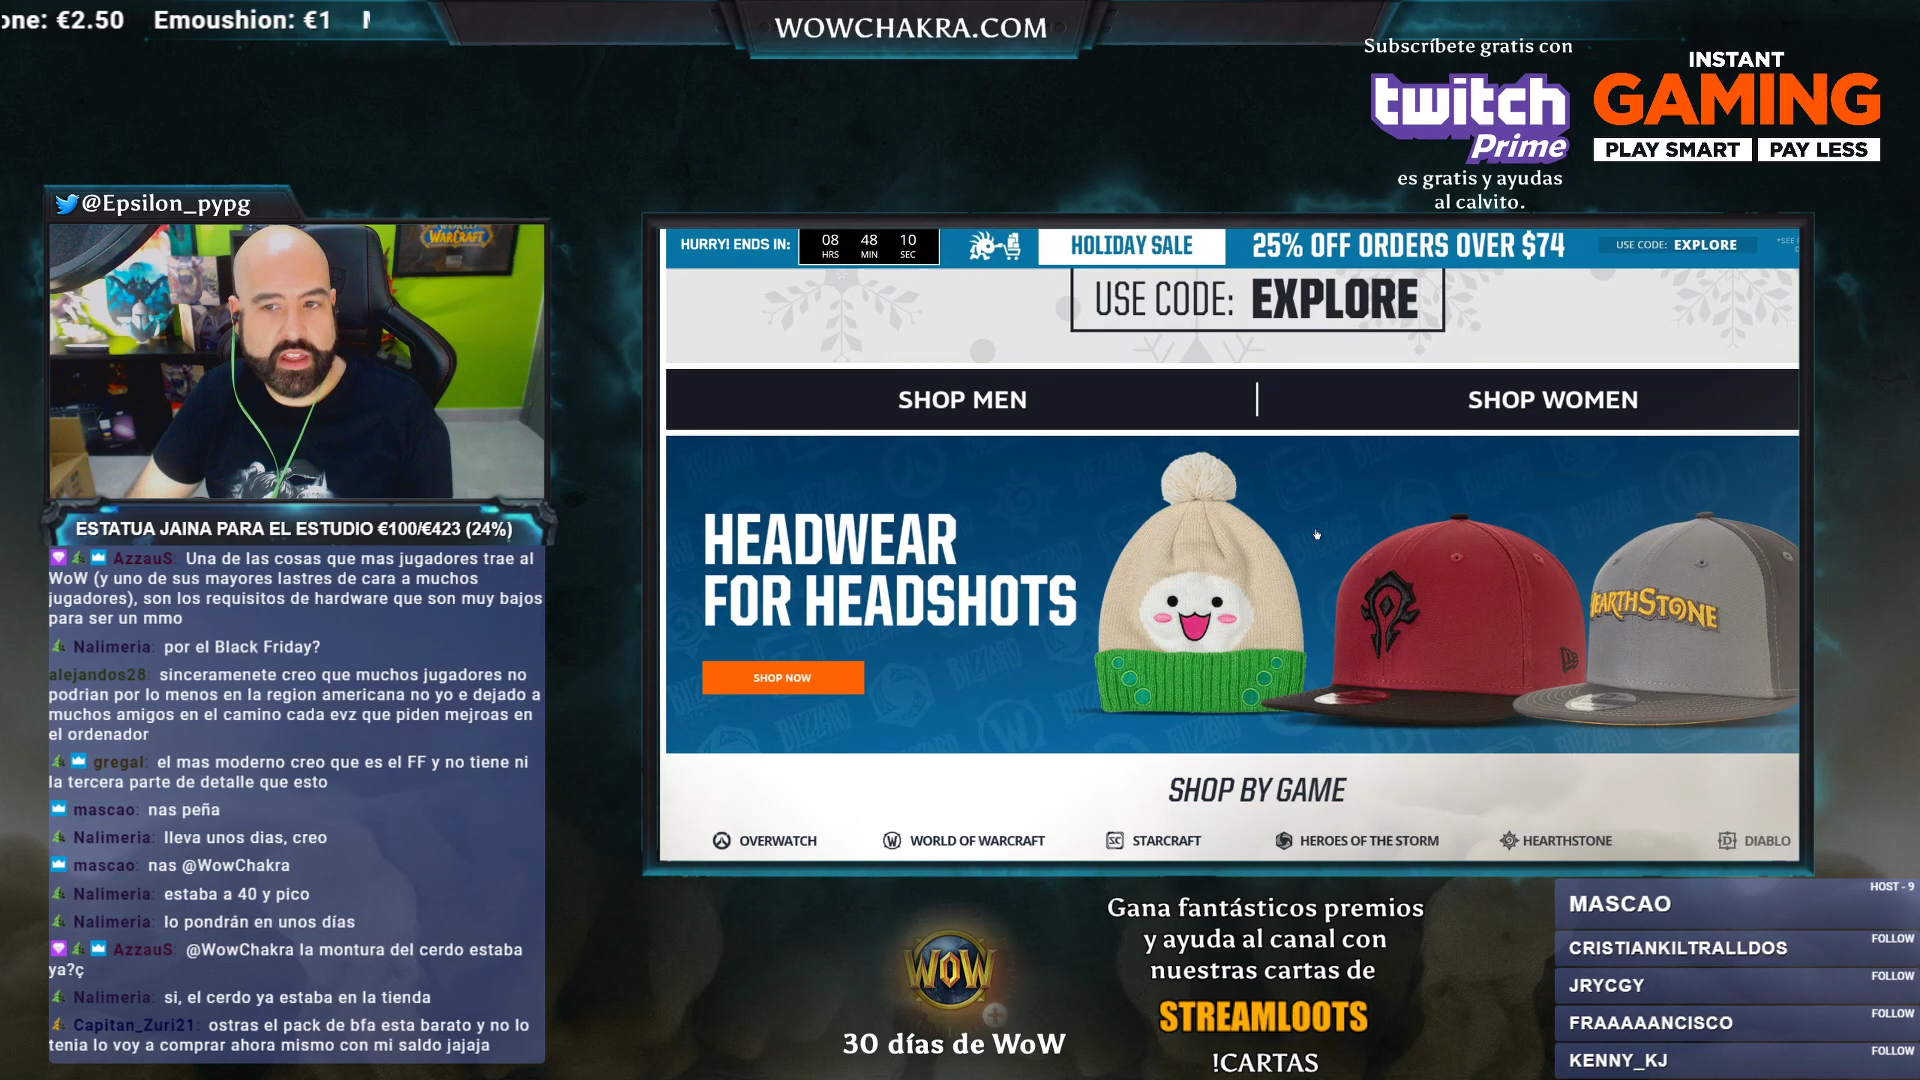 one: €2.50 Emoushion: €1
WOWCHAKRA.COM
Subscríbete gratis con
twitch
Prime
es gratis y ayudas
al calvito.
INSTANT
GAMING
PLAY SMART PAY LESS
@Epsilon_pypg
WORLD
WARCRAFT
HURRY! ENDS IN: 08 HRS 48 MIN 10 SEC HOLIDAY SALE 25% OFF ORDERS OVER $74 USE CODE: EXPLORE
USE CODE: EXPLORE
SHOP MEN SHOP WOMEN
HEADWEAR
FOR HEADSHOTS
SHOP NOW
HEARTHSTONE
SHOP BY GAME
OVERWATCH WORLD OF WARCRAFT STARCRAFT HEROES OF THE STORM HEARTHSTONE DIABLO
ESTATUA JAINA PARA EL ESTUDIO €100/€423 (24%)
AzzauS: Una de las cosas que mas jugadores trae al
WoW (y uno de sus mayores lastres de cara a muchos
jugadores), son los requisitos de hardware que son muy bajos
para ser un mmo
Nalimeria: por el Black Friday?
alejandos28: sinceramenete creo que muchos jugadores no
podrian por lo menos en la region americana no yo e dejado a
muchos amigos en el camino cada evz que piden mejroas en
el ordenador
gregal: el mas moderno creo que es el FF y no tiene ni
la tercera parte de detalle que esto
mascao: nas peña
Nalimeria: lleva unos dias, creo
mascao: nas @WowChakra
Nalimeria: estaba a 40 y pico
Nalimeria: lo pondrán en unos días
AzzauS: @WowChakra la montura del cerdo estaba
ya?ç
Nalimeria: si, el cerdo ya estaba en la tienda
Capitan_Zuri21: ostras el pack de bfa esta barato y no lo
tenia lo voy a comprar ahora mismo con mi saldo jajaja
WOW
30 días de WoW
Gana fantásticos premios
y ayuda al canal con
nuestras cartas de
STREAMLOOTS
!CARTAS
HOST - 9
MASCAO
CRISTIANKILTRALLDOS FOLLOW
JRYCGY FOLLOW
FRAAAAANCISCO FOLLOW
KENNY_KJ FOLLOW